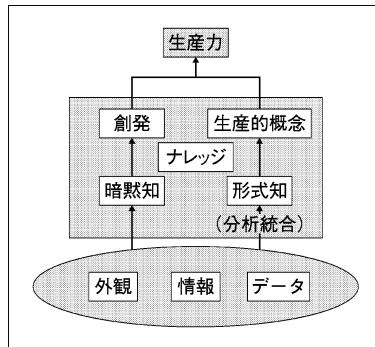 生産力
創発 生産的概念
ナレッジ
暗黙知 形式知
(分析統合)
外観 情報 データ